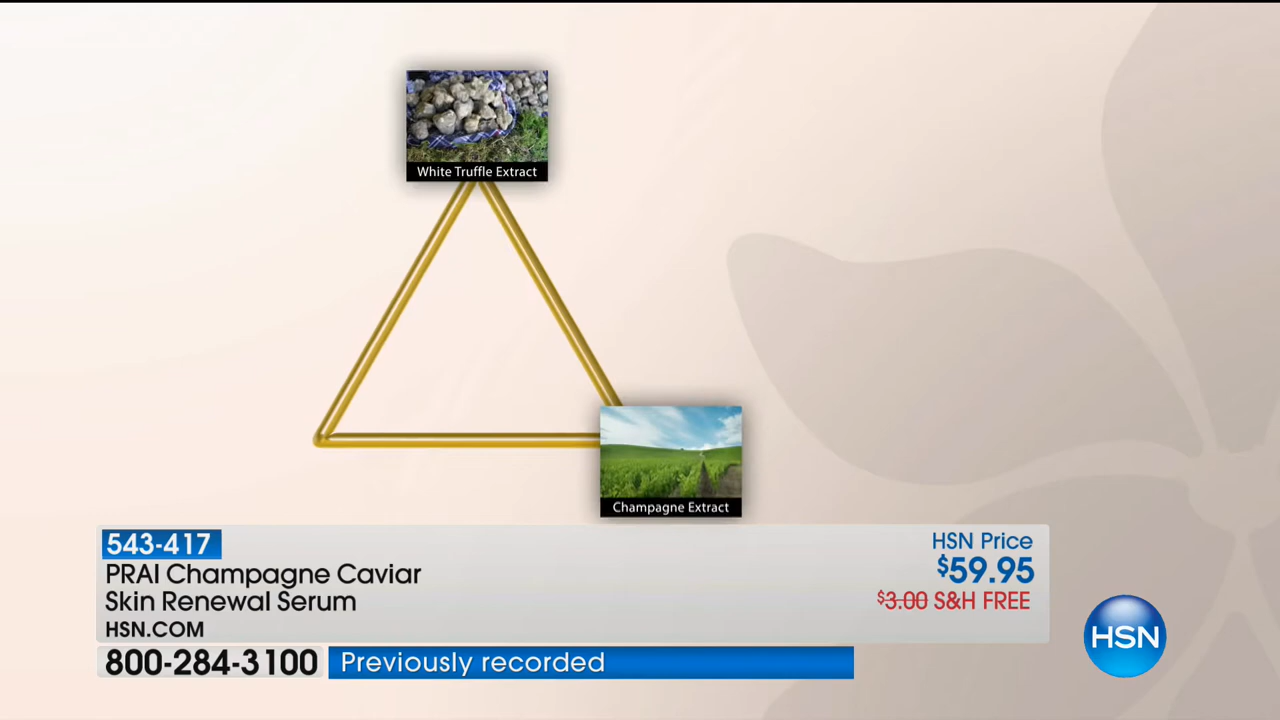 White Truffle Extract
Champagne Extract
543-417
HSN Price
PRAI Champagne Caviar
$59.95
Skin Renewal Serum
$3.00 S&H FREE
HSN.COM
HSN
800-284-3100
Previously recorded